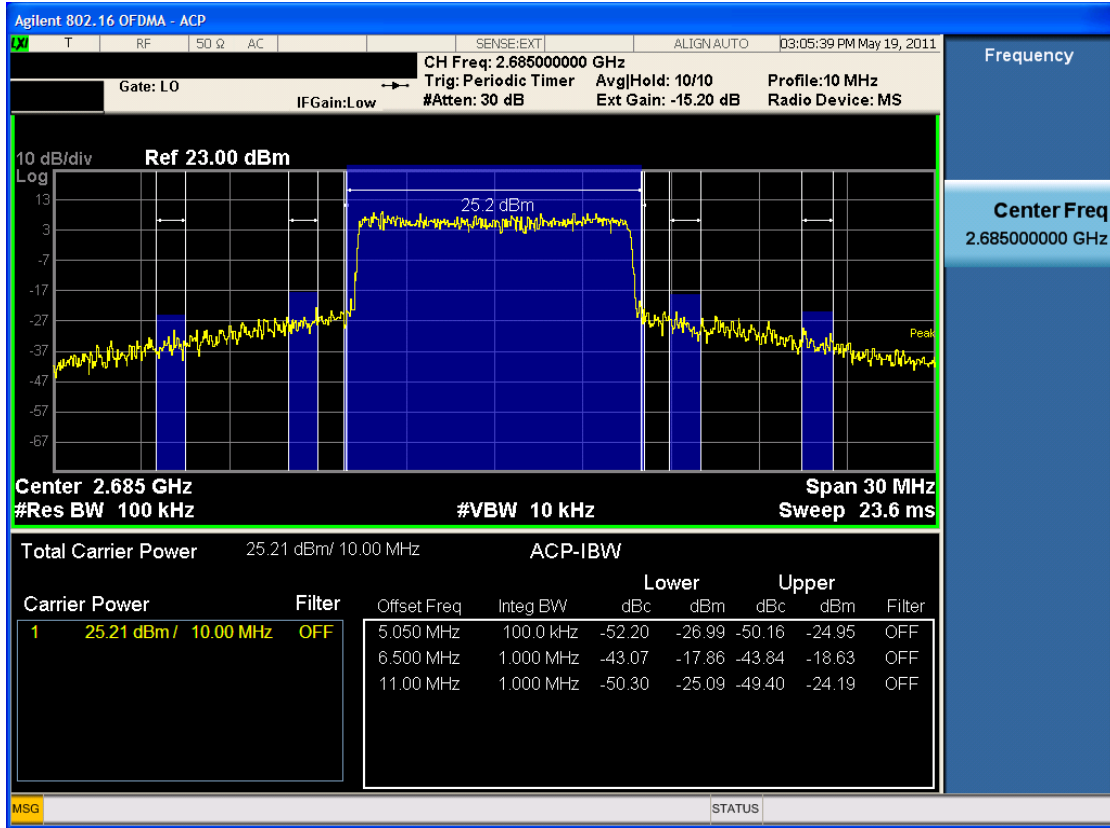 Agilent 802.16 OFDMA - ACP
LXI T RF 50 Ω AC SENSE:EXT ALIGN AUTO 03:05:39 PM May 19, 2011
CH Freq: 2.685000000 GHz
Gate: LO Trig: Periodic Timer Avg|Hold: 10/10 Profile:10 MHz
IFGain:Low #Atten: 30 dB Ext Gain: -15.20 dB Radio Device: MS
Frequency
10 dB/div Ref 23.00 dBm
Log
13
3
-7
-17
-27
-37
-47
-57
-67
25.2 dBm
Peak
Center Freq
2.685000000 GHz
Center 2.685 GHz Span 30 MHz
#Res BW 100 kHz #VBW 10 kHz Sweep 23.6 ms
Total Carrier Power 25.21 dBm/ 10.00 MHz ACP-IBW
Lower Upper
Carrier Power Filter Offset Freq Integ BW dBc dBm dBc dBm Filter
1 25.21 dBm / 10.00 MHz OFF 5.050 MHz 100.0 kHz -52.20 -26.99 -50.16 -24.95 OFF
6.500 MHz 1.000 MHz -43.07 -17.86 -43.84 -18.63 OFF
11.00 MHz 1.000 MHz -50.30 -25.09 -49.40 -24.19 OFF
MSG STATUS